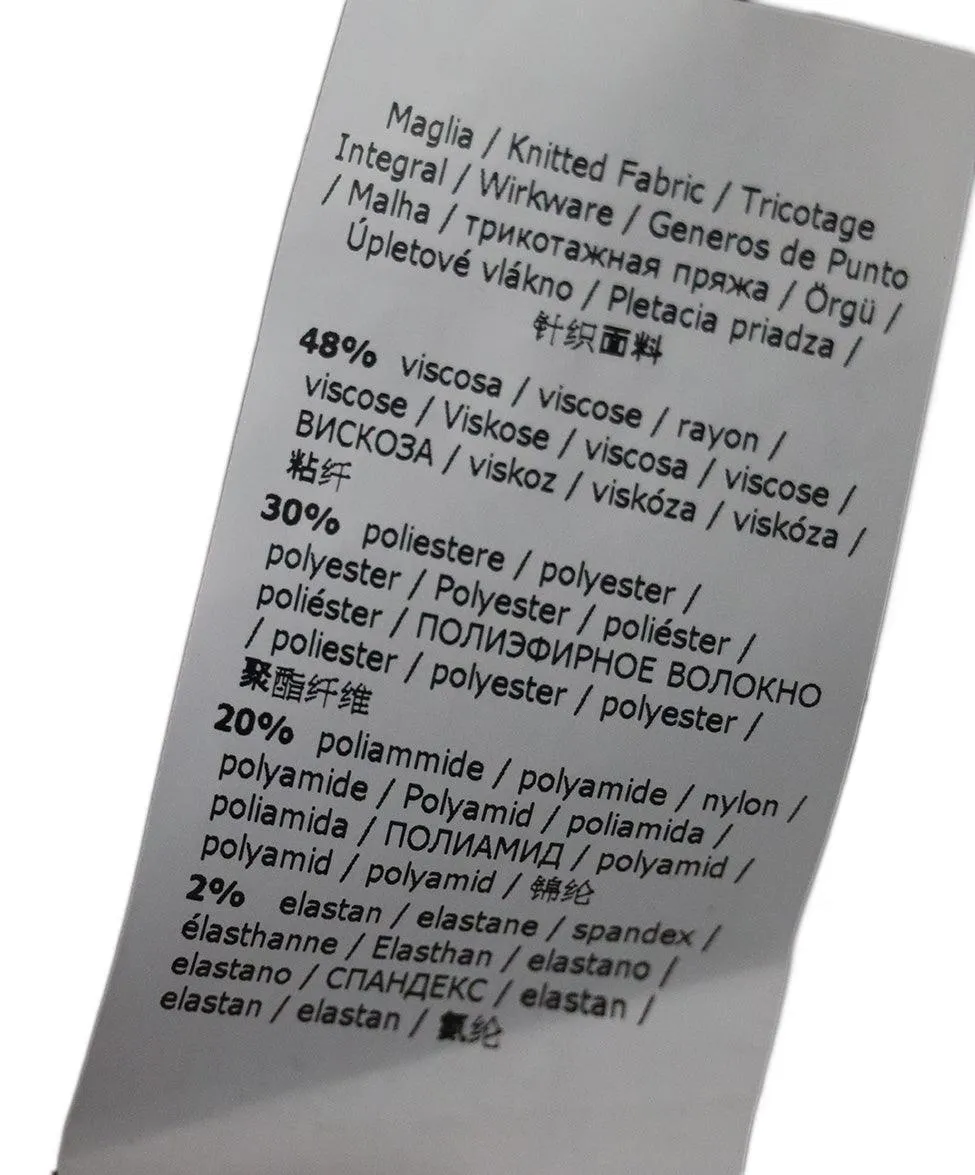 Maglia / Knitted Fabric / Tricotage
Integral / Wirkware / Generos de Punto
/ Malha / трикотажная пряжа / Örgü /
Úpletové vlákno / Pletacia priadza /
针织面料
48% viscosa / viscose / rayon /
viscose / Viskose / viscosa / viscose /
ВИСКОЗА / viskoz / viskóza / viskóza /
粘纤
30% poliestere / polyester /
polyester / Polyester / poliéster /
poliéster / ПОЛИЭФИРНОЕ ВОЛОКНО
/ poliester / polyester / polyester /
聚酯纤维
20% poliammide / polyamide / nylon /
polyamide / Polyamid / poliamida /
poliamida / ПОЛИАМИД / polyamid /
polyamid / polyamid / 锦纶
2% elastan / elastane / spandex /
élasthanne / Elasthan / elastano /
elastano / СПАНДЕКС / elastan /
elastan / elastan / 氨纶